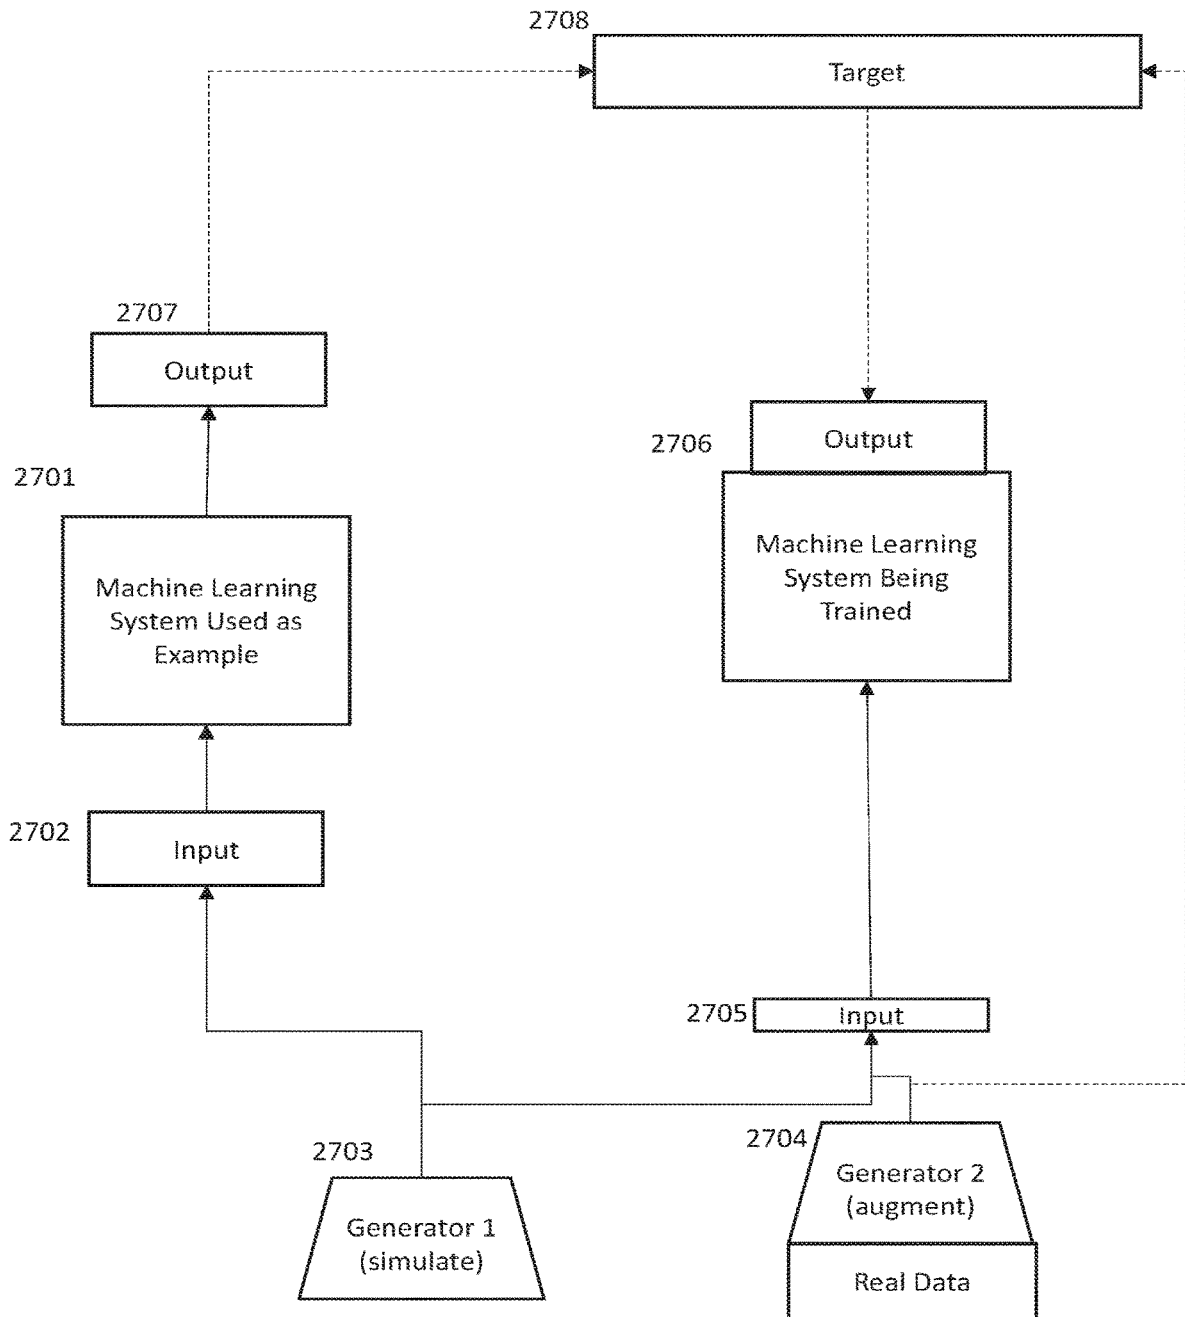 2708
Target
2707
Output
2706
Output
2701
Machine Learning
System Used as
Example
Machine Learning
System Being
Trained
2702
Input
2705
Input
2703
Generator 1
(simulate)
2704
Generator 2
(augment)
Real Data